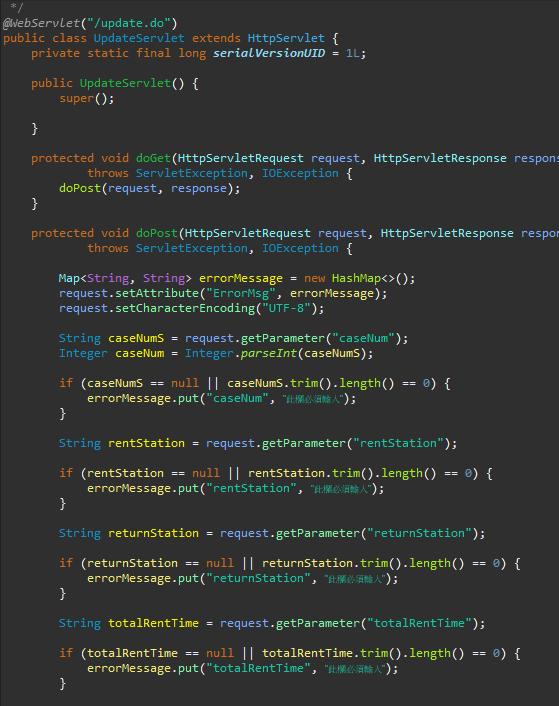 */
@WebServlet("/update.do")
public class UpdateServlet extends HttpServlet {
private static final long serialVersionUID = 1L;
public UpdateServlet() {
super();
}
protected void doGet(HttpServletRequest request, HttpServletResponse respons
throws ServletException, IOException {
doPost(request, response);
}
protected void doPost(HttpServletRequest request, HttpServletResponse respon
throws ServletException, IOException {
Map<String, String> errorMessage = new HashMap<>();
request.setAttribute("ErrorMsg", errorMessage);
request.setCharacterEncoding("UTF-8");
String caseNumS = request.getParameter("caseNum");
Integer caseNum = Integer.parseInt(caseNumS);
if (caseNumS == null || caseNumS.trim().length() == 0) {
errorMessage.put("caseNum", "此欄必須輸入");
}
String rentStation = request.getParameter("rentStation");
if (rentStation == null || rentStation.trim().length() == 0) {
errorMessage.put("rentStation", "此欄必須輸入");
}
String returnStation = request.getParameter("returnStation");
if (returnStation == null || returnStation.trim().length() == 0) {
errorMessage.put("returnStation", "此欄必須輸入");
}
String totalRentTime = request.getParameter("totalRentTime");
if (totalRentTime == null || totalRentTime.trim().length() == 0) {
errorMessage.put("totalRentTime", "此欄必須輸入");
}